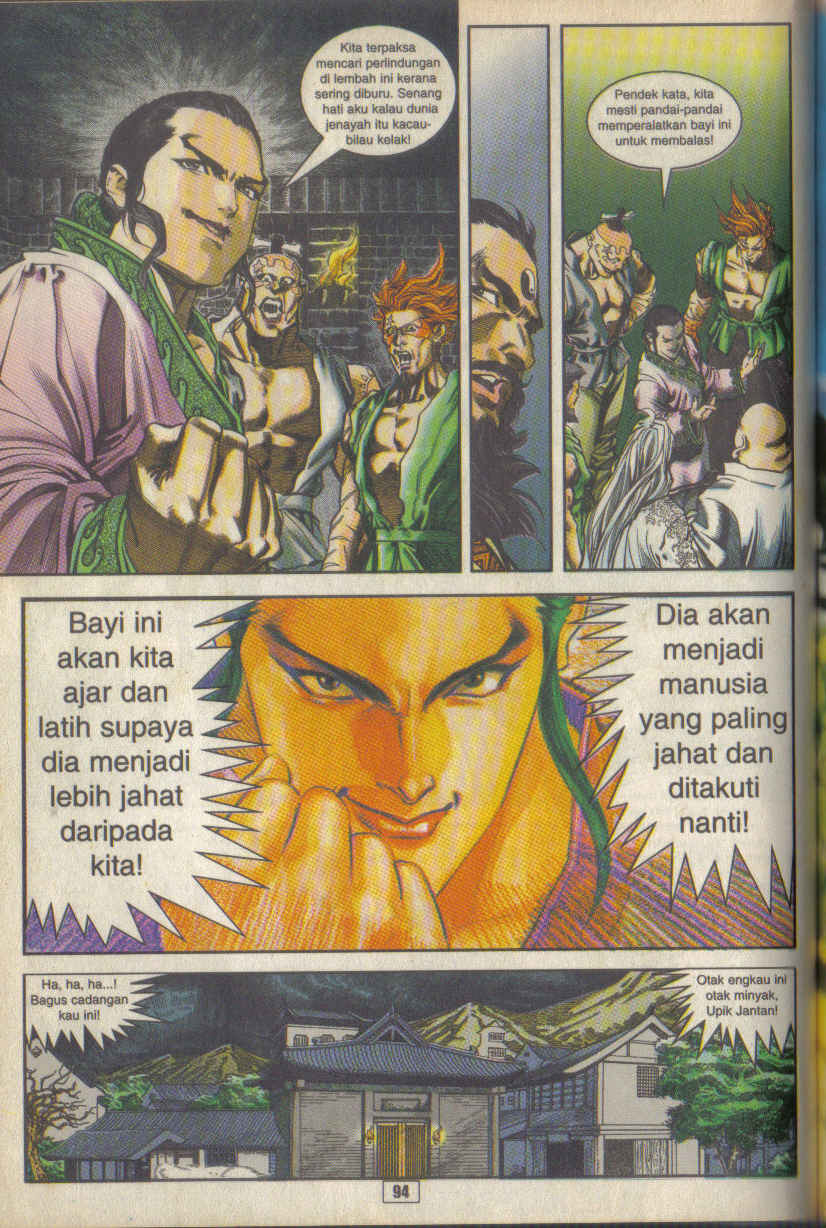 Kita terpaksa
mencari perlindungan
di lembah ini kerana
sering diburu. Senang
hati aku kalau dunia
jenayah itu kacau-
bilau kelak!
Pendek kata, kita
mesti pandai-pandai
memperalatkan bayi ini
untuk membalas!
Bayi ini
akan kita
ajar dan
latih supaya
dia menjadi
lebih jahat
daripada
kita!
Dia akan
menjadi
manusia
yang paling
jahat dan
ditakuti
nanti!
Ha, ha, ha...!
Bagus cadangan
kau ini!
Otak engkau ini
otak minyak,
Upik Jantan!
94